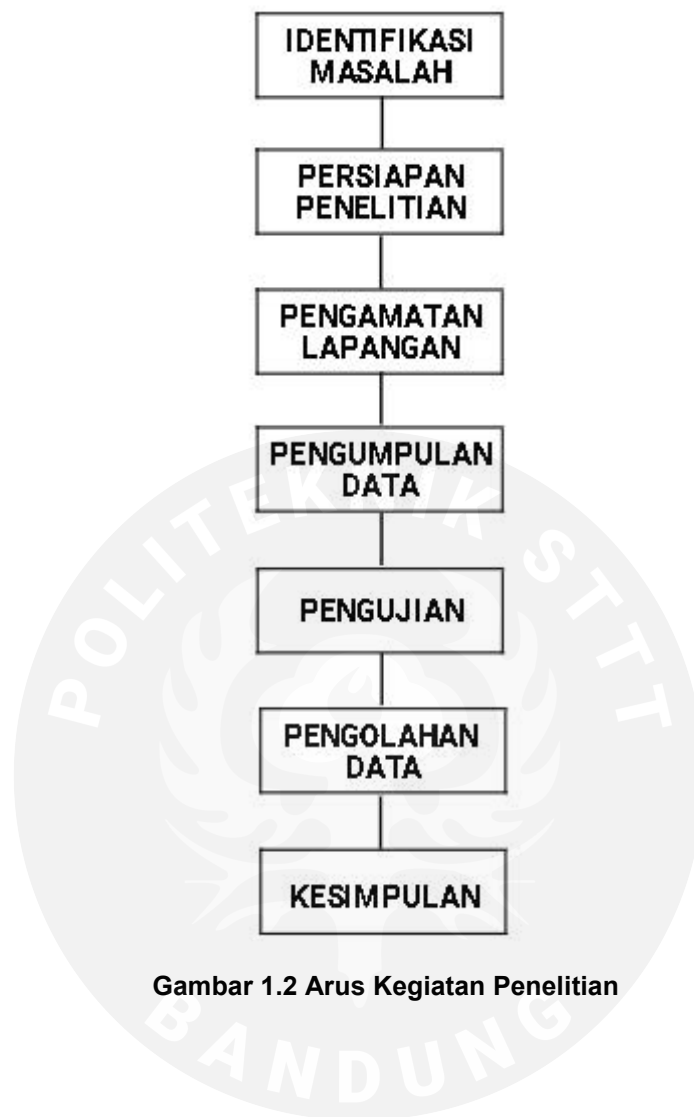 IDENTIFIKASI
MASALAH
PERSIAPAN
PENELITIAN
PENGAMATAN
LAPANGAN
PENGUMPULAN
DATA
PENGUJIAN
PENGOLAHAN
DATA
KESIMPULAN
Gambar 1.2 Arus Kegiatan Penelitian
POLITEKNIK STTT
BANDUNG